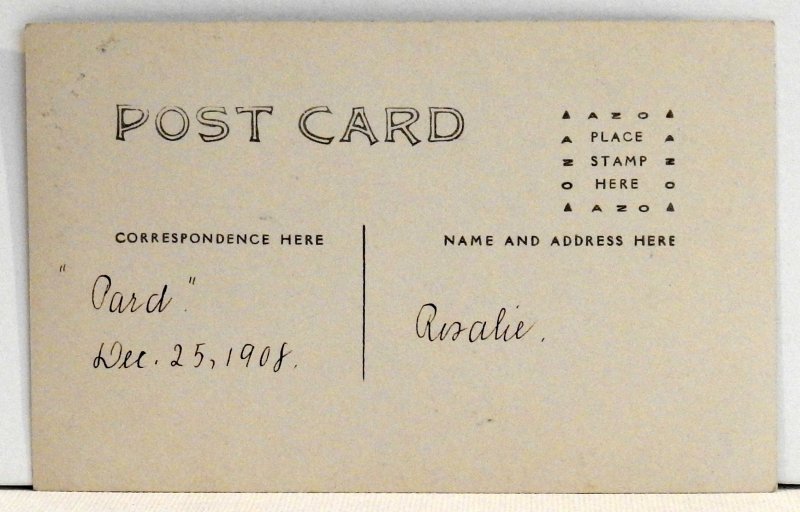 POST CARD
▲ AZO ▲
A PLACE A
Z STAMP Z
O HERE O
▲ AZO ▲
CORRESPONDENCE HERE
NAME AND ADDRESS HERE
"Pard".
Dec. 25, 1908.
Rosalie.